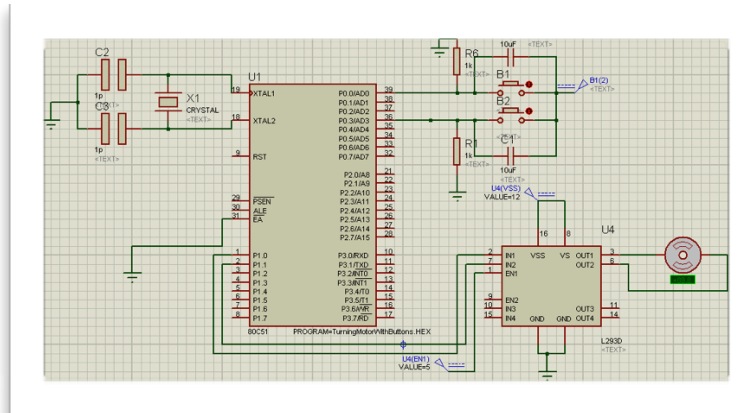 C2
1p
<TEXT>
C3
1p
<TEXT>
X1
CRYSTAL
<TEXT>
U1
19 XTAL1
18 XTAL2
9 RST
29 PSEN
30 ALE
31 EA
1 P1.0
2 P1.1
3 P1.2
4 P1.3
5 P1.4
6 P1.5
7 P1.6
8 P1.7
P0.0/AD0 39
P0.1/AD1 38
P0.2/AD2 37
P0.3/AD3 36
P0.4/AD4 35
P0.5/AD5 34
P0.6/AD6 33
P0.7/AD7 32
P2.0/A8 21
P2.1/A9 22
P2.2/A10 23
P2.3/A11 24
P2.4/A12 25
P2.5/A13 26
P2.6/A14 27
P2.7/A15 28
P3.0/RXD 10
P3.1/TXD 11
P3.2/INT0 12
P3.3/INT1 13
P3.4/T0 14
P3.5/T1 15
P3.6/WR 16
P3.7/RD 17
80C51
PROGRAM=TurningMotorWithButtons.HEX
R6
1k
<TEXT>
10uF
<TEXT>
B1
B1(2)
<TEXT>
B2
<TEXT>
R1
1k
<TEXT>
C1
10uF
<TEXT>
U4(VSS)
VALUE=12
U4
16 8
VSS VS
2 IN1
7 IN2
1 EN1
9 EN2
10 IN3
15 IN4
OUT1 3
OUT2 6
OUT3 11
OUT4 14
GND GND
L293D
<TEXT>
U4(EN1)
VALUE=5